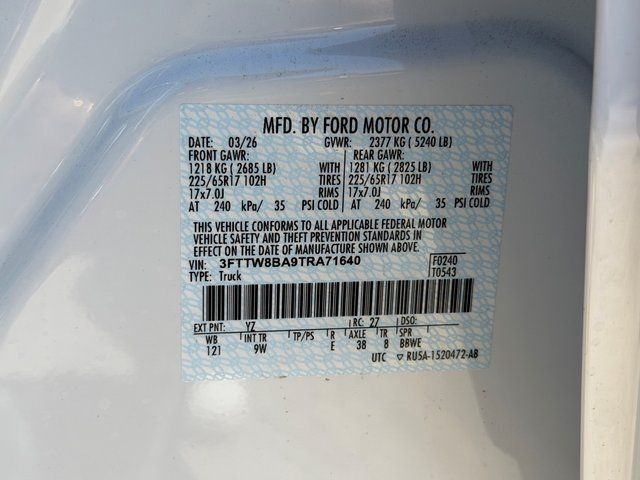 MFD. BY FORD MOTOR CO.
DATE: 03/26 GVWR: 2377 KG ( 5240 LB)
FRONT GAWR: REAR GAWR:
1218 KG ( 2685 LB) WITH 1281 KG ( 2825 LB) WITH
225/65R17 102H TIRES 225/65R17 102H TIRES
17x7.0J RIMS 17x7.0J RIMS
AT 240 kPa/ 35 PSI COLD AT 240 kPa/ 35 PSI COLD
THIS VEHICLE CONFORMS TO ALL APPLICABLE FEDERAL MOTOR
VEHICLE SAFETY AND THEFT PREVENTION STANDARDS IN
EFFECT ON THE DATE OF MANUFACTURE SHOWN ABOVE.
VIN: 3FTTW8BA9TRA71640 F0240
TYPE: Truck T0543
EXT PNT: YZ RC: 27 DSO:
WB INT TR TP/PS R AXLE TR SPR
121 9W E 38 8 BBWE
UTC ▽ RU5A-1520472-AB